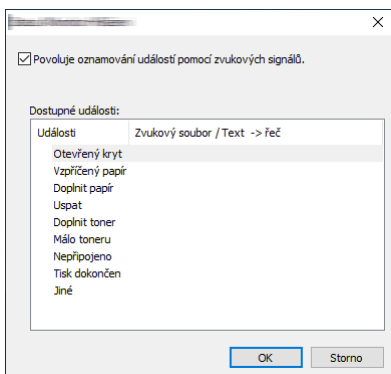 Povoluje oznamování událostí pomocí zvukových signálů.
Dostupné události:
Události Zvukový soubor / Text -> řeč
Otevřený kryt
Vzpříčený papír
Doplnit papír
Uspat
Doplnit toner
Málo toneru
Nepřipojeno
Tisk dokončen
Jiné
OK Storno